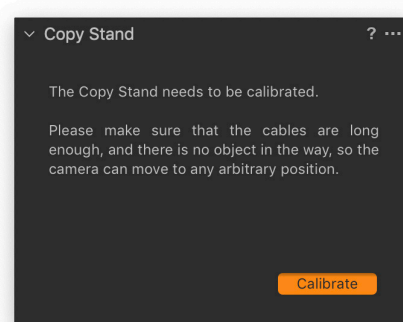 Copy Stand ? ...
The Copy Stand needs to be calibrated.
Please make sure that the cables are long
enough, and there is no object in the way, so the
camera can move to any arbitrary position.
Calibrate